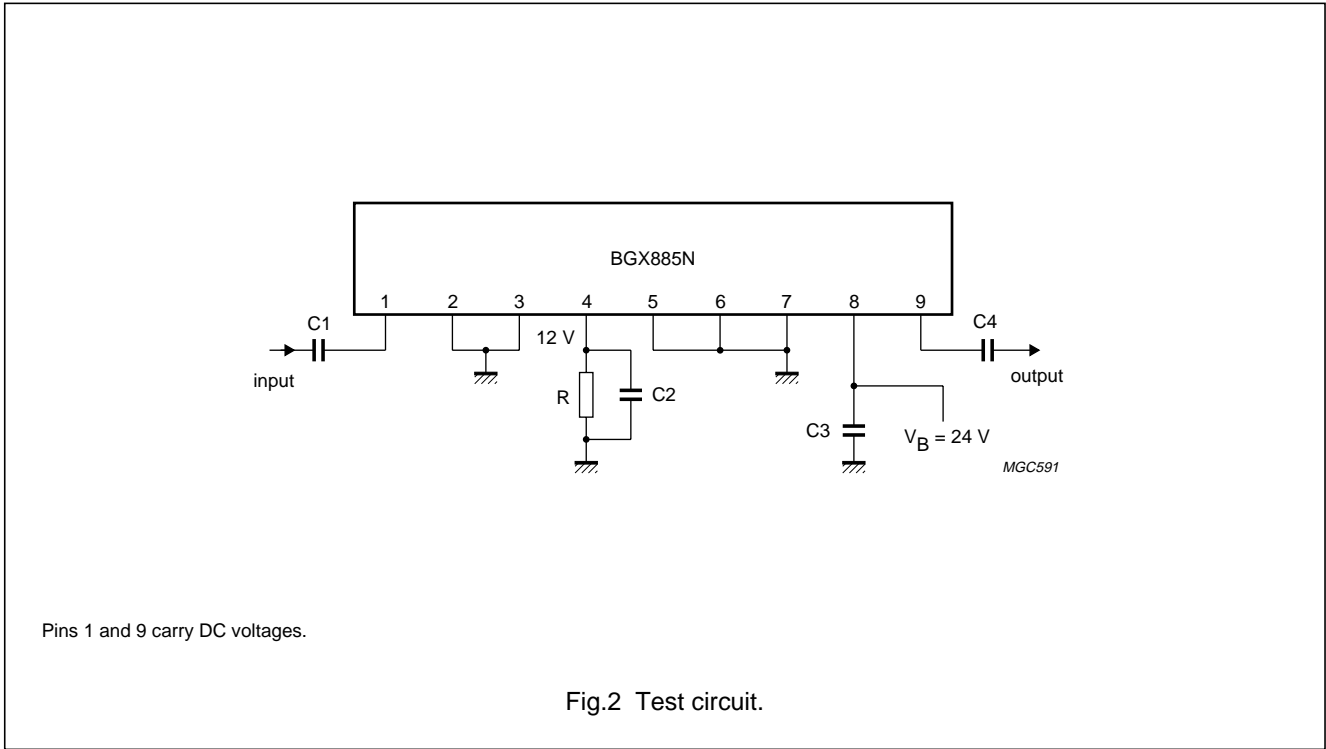 BGX885N
1 2 3 4 5 6 7 8 9
C1
input
12 V
R
C2
C3
VB = 24 V
C4
output
MGC591
Pins 1 and 9 carry DC voltages.
Fig.2 Test circuit.